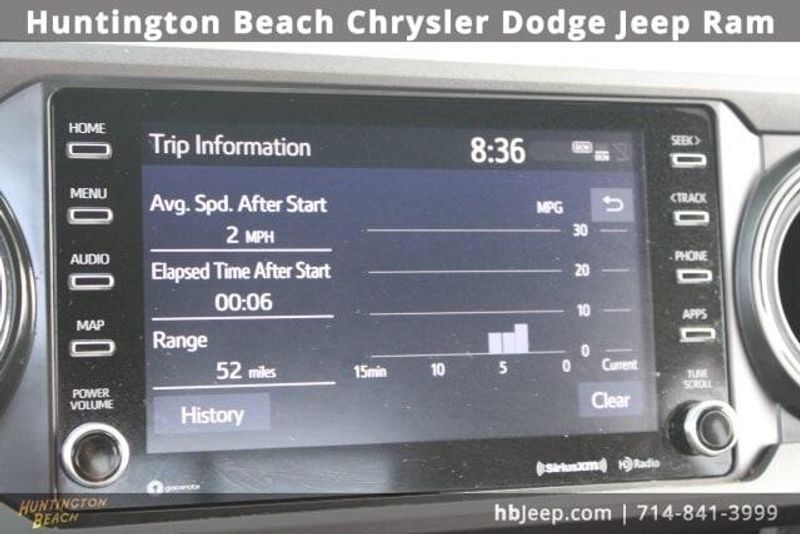 Huntington Beach Chrysler Dodge Jeep Ram
HOME
MENU
AUDIO
MAP
POWER
VOLUME
Trip Information
8:36
Avg. Spd. After Start
2 MPH
Elapsed Time After Start
00:06
Range
52 miles
History
MPG
30
20
10
0
15min 10 5 0 Current
Clear
SEEK>
<TRACK
PHONE
APPS
TUNE
SCROLL
gracenote
SiriusXM
HD Radio
HUNTINGTON
BEACH
hbjeep.com | 714-841-3999